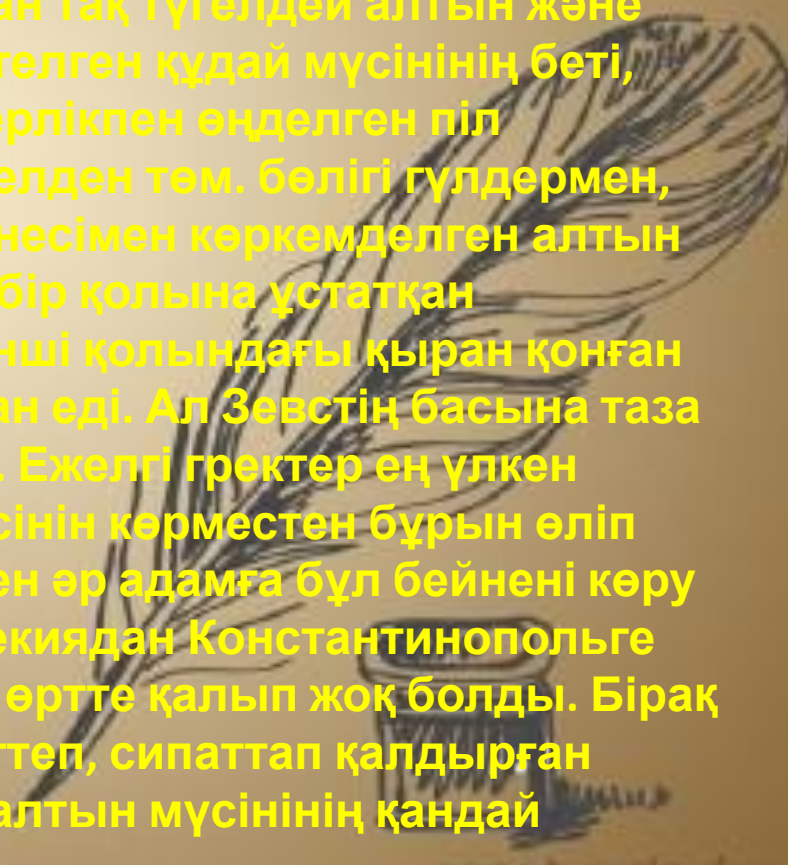 ан тақ түгелдей алтын және
телген құдай мүсінінің беті,
ерлікпен өңделген піл
елден төм. бөлігі гүлдермен,
несімен көркемделген алтын
бір қолына ұстатқан
нші қолындағы қыран қонған
ан еді. Ал Зевстің басына таза
. Ежелгі гректер ең үлкен
сінін көрместен бұрын өліп
ен әр адамға бұл бейнені көру
екиядан Константинопольге
өртте қалып жоқ болды. Бірақ
ттеп, сипаттап қалдырған
алтын мүсінінің қандай